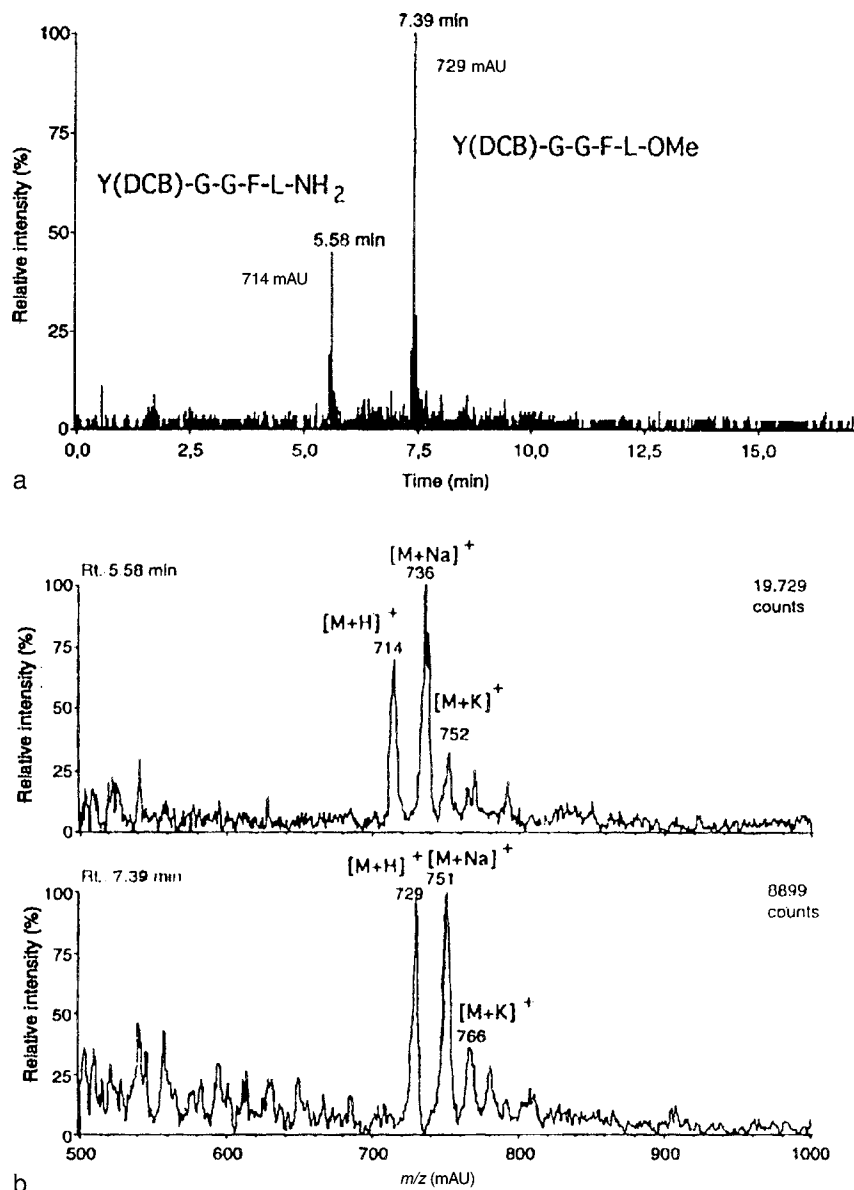 7.39 min
100
729 mAU
75
Y(DCB)-G-G-F-L-OMe
Y(DCB)-G-G-F-L-NH2
50
5.58 min
714 mAU
25
0
Relative intensity (%)
0,0 2,5 5,0 7,5 10,0 12,5 15,0
Time (min)
a
[M+Na]+
Rt. 5 58 min
736
100
19.729
counts
[M+H]+
714
75
[M+K]+
752
50
25
0
Relative intensity (%)
[M+H]+ [M+Na]+
Rt. 7.39 min
729 751
100
8899
counts
75
[M+K]+
766
50
25
0
Relative intensity (%)
500 600 700 800 900 1000
m/z (mAU)
b